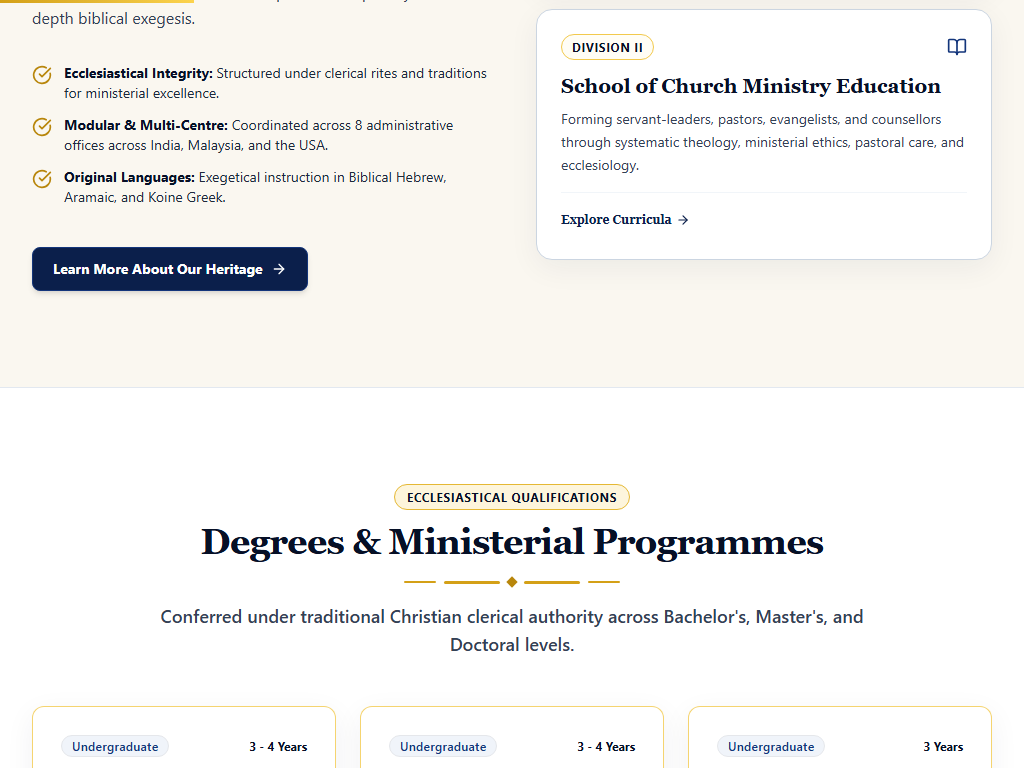 depth biblical exegesis.
Ecclesiastical Integrity: Structured under clerical rites and traditions
for ministerial excellence.
Modular & Multi-Centre: Coordinated across 8 administrative
offices across India, Malaysia, and the USA.
Original Languages: Exegetical instruction in Biblical Hebrew,
Aramaic, and Koine Greek.
Learn More About Our Heritage
DIVISION II
School of Church Ministry Education
Forming servant-leaders, pastors, evangelists, and counsellors
through systematic theology, ministerial ethics, pastoral care, and
ecclesiology.
Explore Curricula
ECCLESIASTICAL QUALIFICATIONS
Degrees & Ministerial Programmes
Conferred under traditional Christian clerical authority across Bachelor's, Master's, and
Doctoral levels.
Undergraduate
3 - 4 Years
Undergraduate
3 - 4 Years
Undergraduate
3 Years